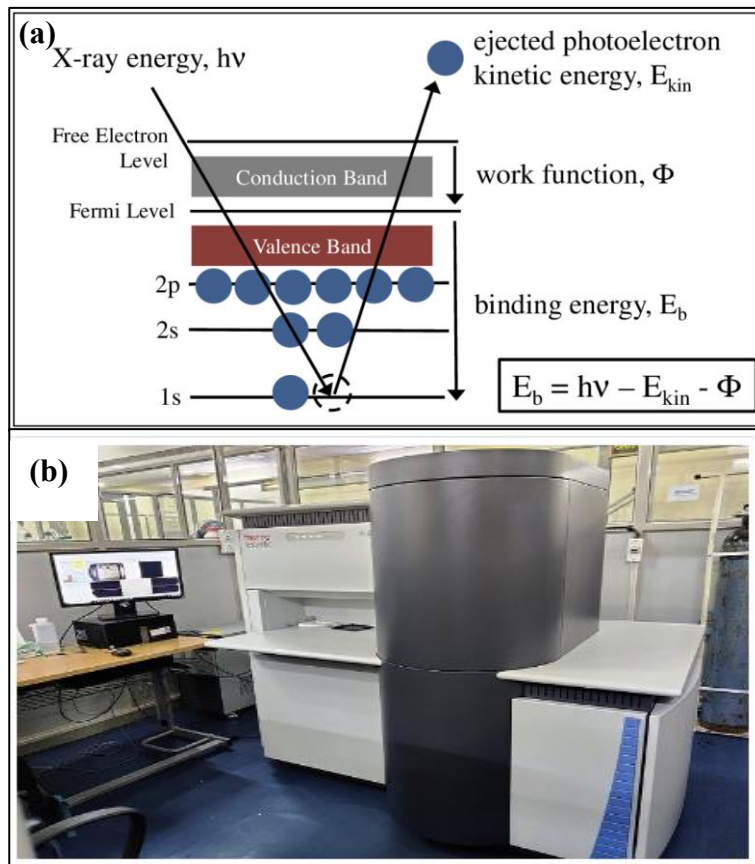 (a)
X-ray energy, hν
ejected photoelectron
kinetic energy, E_kin
Free Electron
Level
Conduction Band
work function, Φ
Fermi Level
Valence Band
2p
binding energy, E_b
2s
1s
E_b = hν – E_kin - Φ
(b)